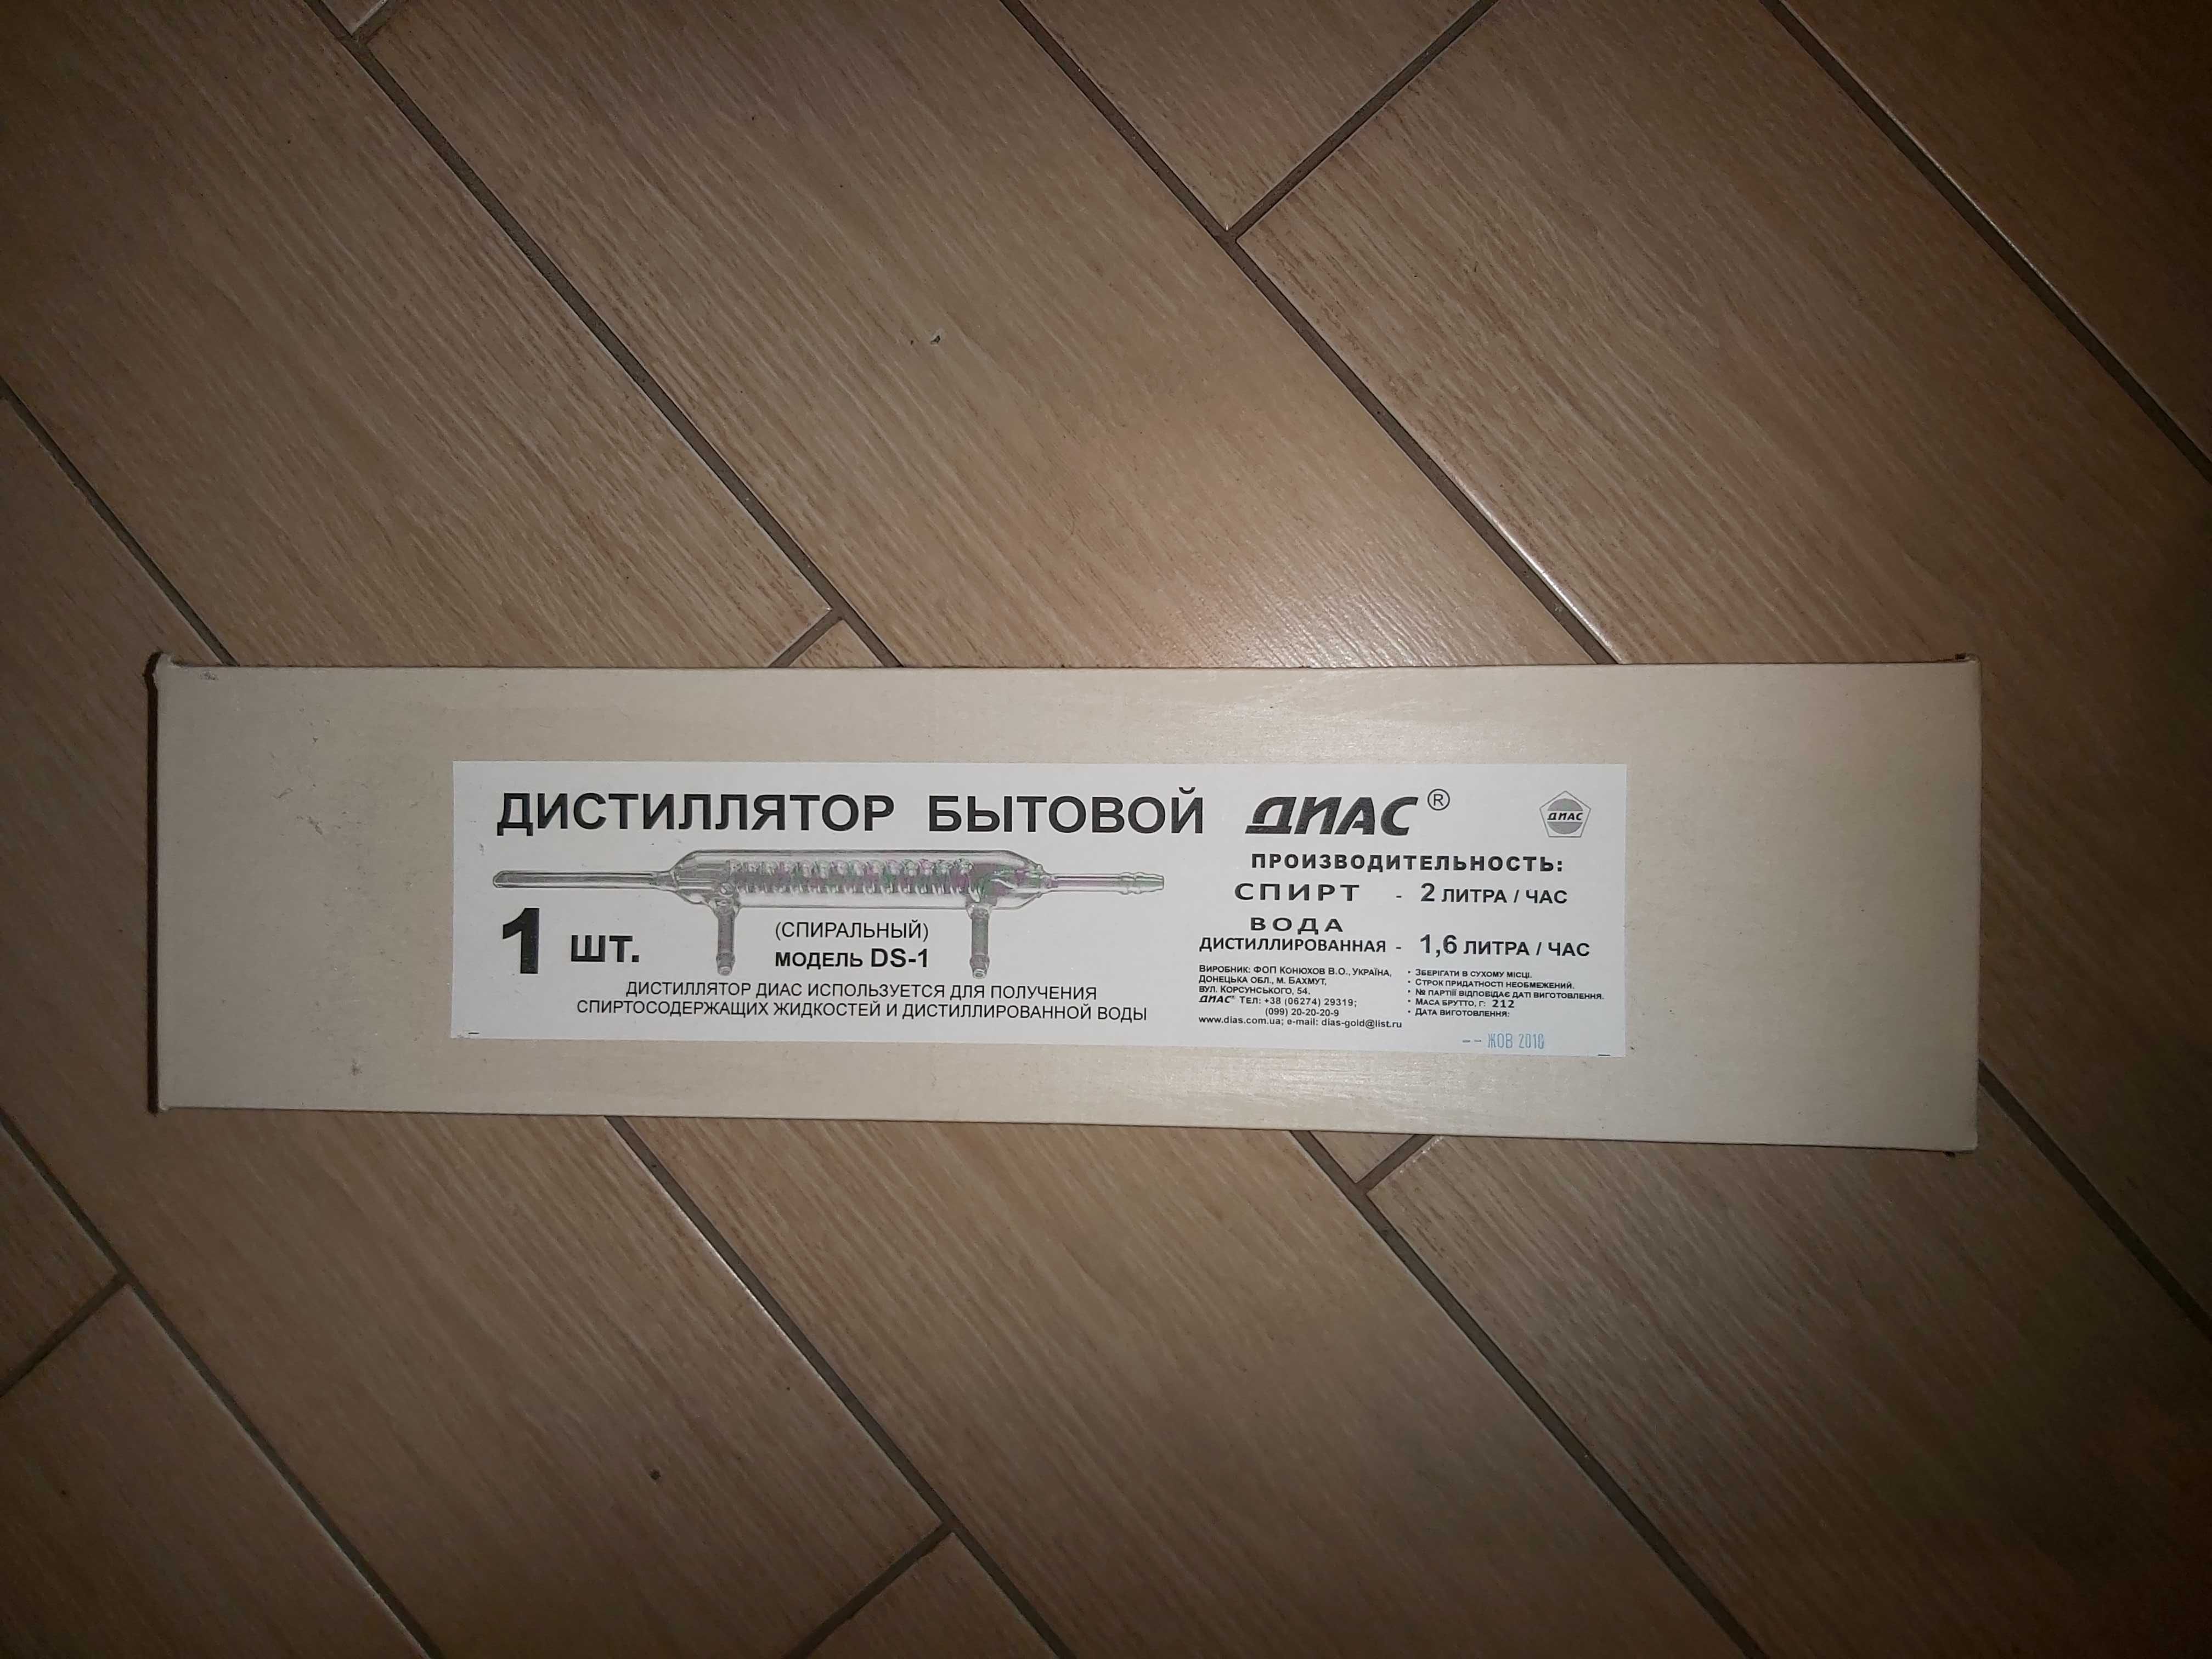 ДИСТИЛЛЯТОР БЫТОВОЙ ДИАС®
ДИАС
ПРОИЗВОДИТЕЛЬНОСТЬ:
СПИРТ - 2 ЛИТРА / ЧАС
ВОДА
ДИСТИЛЛИРОВАННАЯ - 1,6 ЛИТРА / ЧАС
1 ШТ.
(СПИРАЛЬНЫЙ)
МОДЕЛЬ DS-1
ДИСТИЛЛЯТОР ДИАС ИСПОЛЬЗУЕТСЯ ДЛЯ ПОЛУЧЕНИЯ
СПИРТОСОДЕРЖАЩИХ ЖИДКОСТЕЙ И ДИСТИЛЛИРОВАННОЙ ВОДЫ
ВИРОБНИК: ФОП КОНЮХОВ В.О., УКРАЇНА,
ДОНЕЦЬКА ОБЛ., М. БАХМУТ,
ВУЛ. КОРСУНСЬКОГО, 54.
ДИАС® ТЕЛ: +38 (06274) 29319;
(099) 20-20-20-9
www.dias.com.ua; e-mail: dias-gold@list.ru
• ЗБЕРІГАТИ В СУХОМУ МІСЦІ.
• СТРОК ПРИДАТНОСТІ НЕОБМЕЖЕНИЙ.
• № ПАРТІЇ ВІДПОВІДАЄ ДАТІ ВИГОТОВЛЕННЯ.
• МАСА БРУТТО, Г: 212
• ДАТА ВИГОТОВЛЕННЯ:
-- ЖОВ